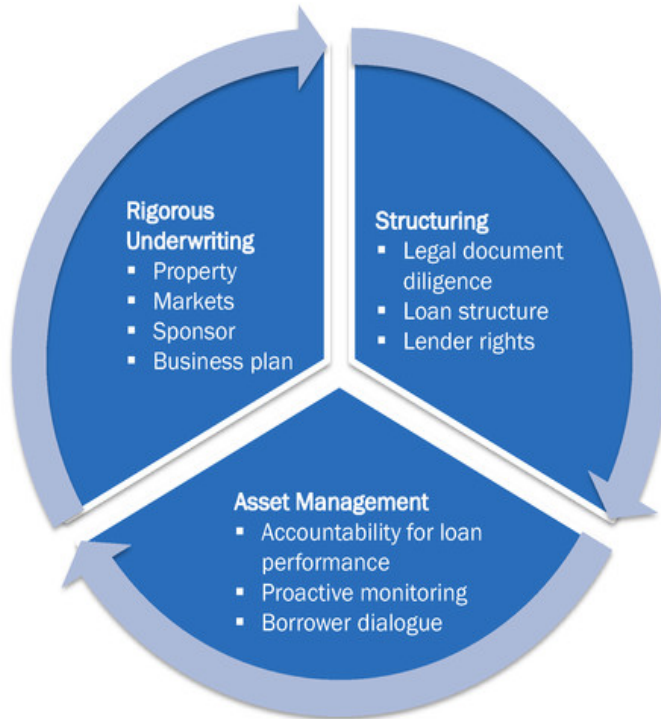 Rigorous
Underwriting
▪ Property
▪ Markets
▪ Sponsor
▪ Business plan
Structuring
▪ Legal document
diligence
▪ Loan structure
▪ Lender rights
Asset Management
▪ Accountability for loan
performance
▪ Proactive monitoring
▪ Borrower dialogue